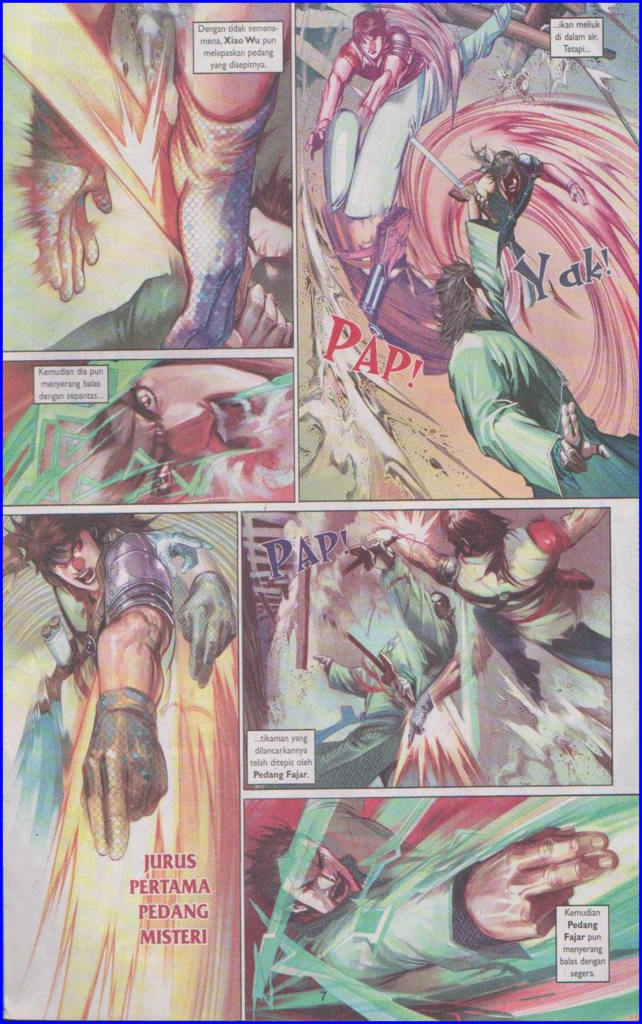 Dengan tidak semena-
mena, Xiao Wu pun
melepaskan pedang
yang disepitnya.
...ikan meliuk
di dalam air.
Tetapi...
Yak!
PAP!
Kemudian dia pun
menyerang balas
dengan sepantas...
PAP!
...tikaman yang
dilancarkannya
telah ditepis oleh
Pedang Fajar.
JURUS
PERTAMA
PEDANG
MISTERI
Kemudian
Pedang
Fajar pun
menyerang
balas dengan
segera.
7